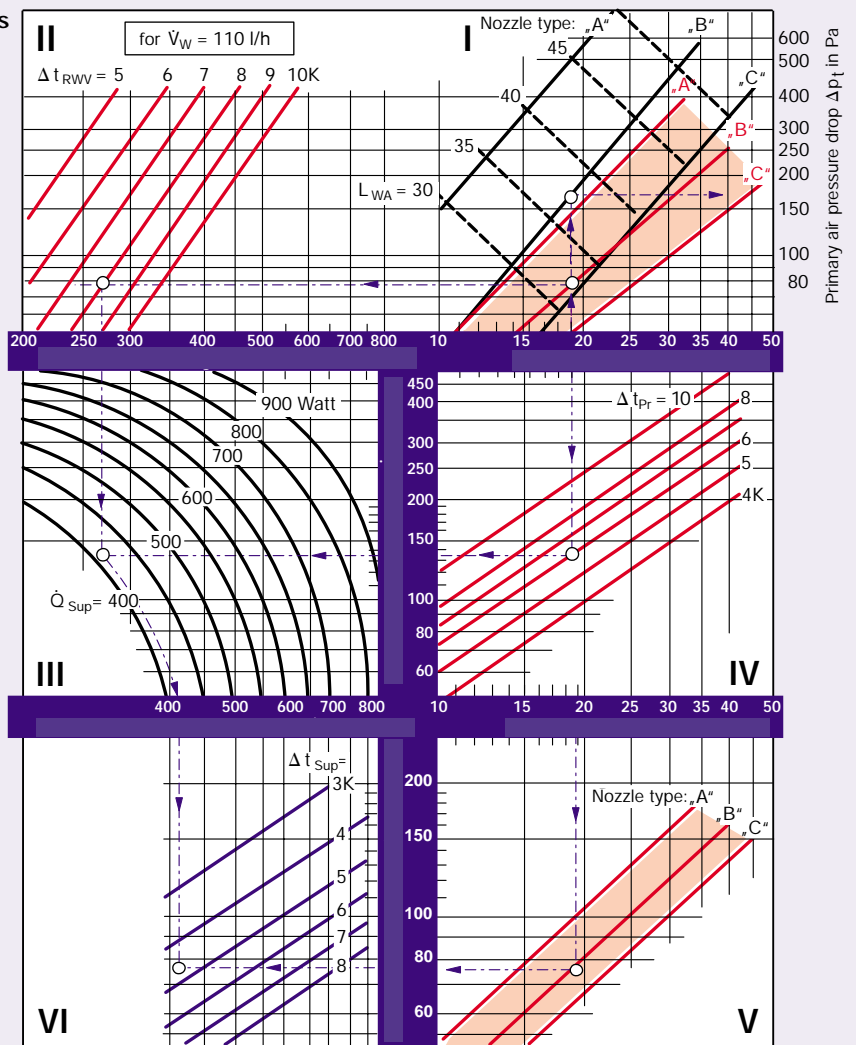 s
II
for V̇W = 110 l/h
Δ tRWV = 5 6 7 8 9 10K
I
Nozzle type: „A“ „B“ „C“
45
40
35
LWA = 30
„A“
„B“
„C“
600
500
400
300
250
200
150
100
80
Primary air pressure drop Δpt in Pa
200 250 300 400 500 600 700 800
10 15 20 25 30 35 40 50
900 Watt
800
700
600
500
Q̇ Sup= 400
III
450
400
300
250
200
150
100
80
60
Δ tPr = 10
8
6
5
4K
IV
400 500 600 700 800
10 15 20 25 30 35 40 50
Δ tSup=
3K
4
5
6
7
8
VI
200
150
100
80
60
Nozzle type: „A“
„B“
„C“
V